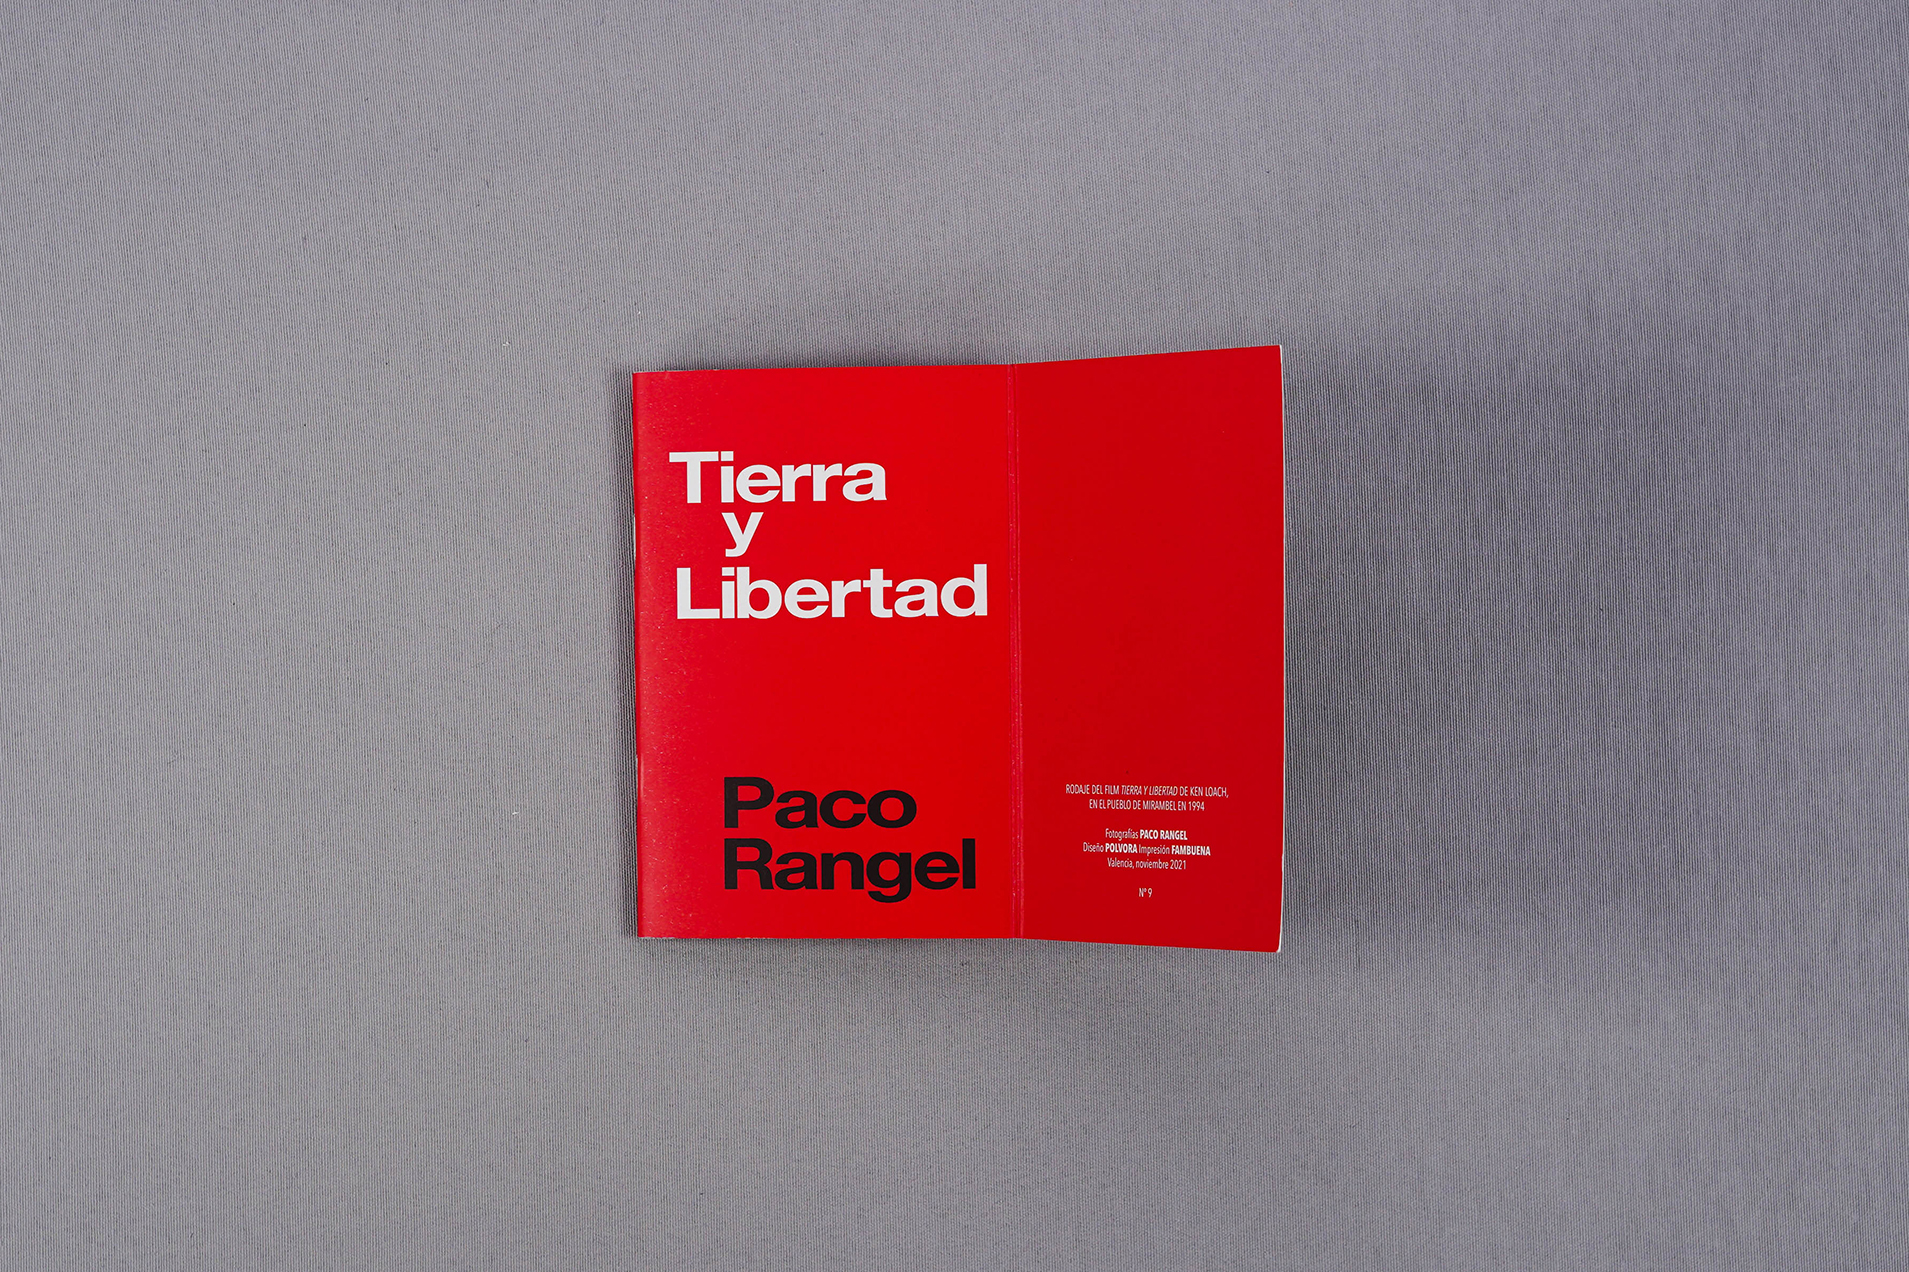 Tierra
y
Libertad
Paco
Rangel
RODAJE DEL FILM TIERRA Y LIBERTAD DE KEN LOACH,
EN EL PUEBLO DE MIRAMBEL EN 1994
Fotografías PACO RANGEL
Diseño POLVORA Impresión FAMBUENA
Valencia, noviembre 2021
Nº 9